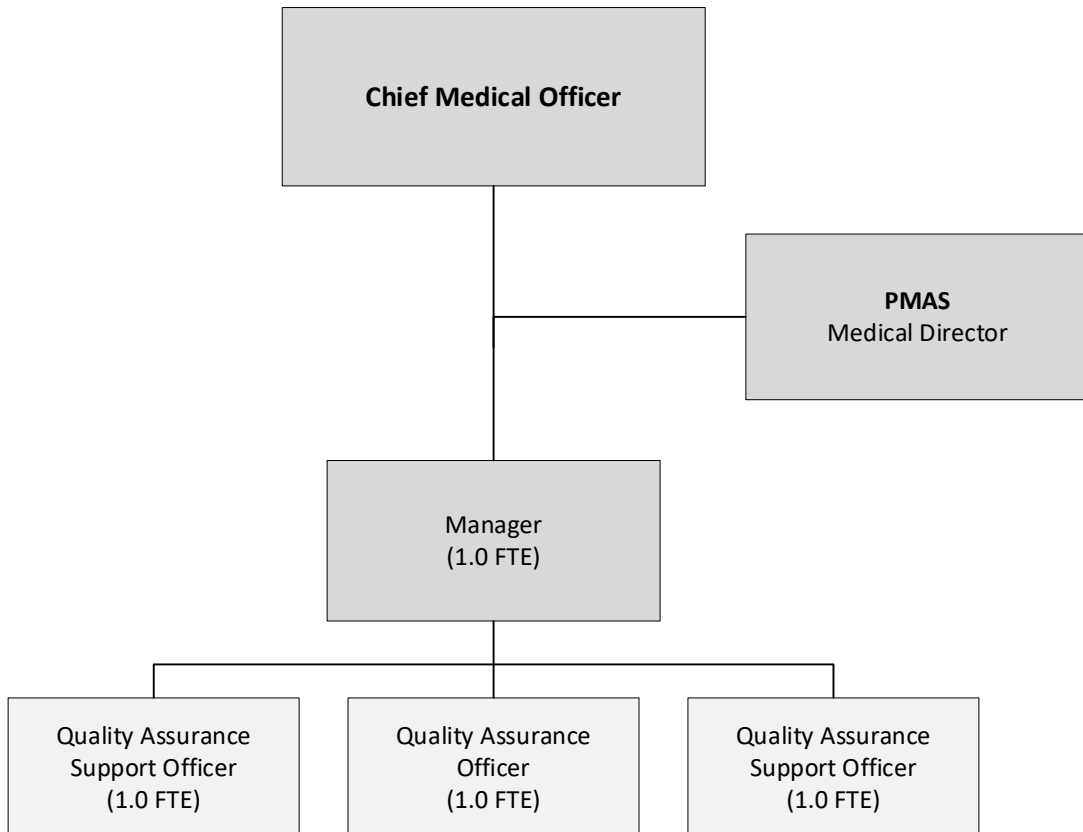 Chief Medical Officer
PMAS
Medical Director
Manager
(1.0 FTE)
Quality Assurance
Support Officer
(1.0 FTE)
Quality Assurance
Officer
(1.0 FTE)
Quality Assurance
Support Officer
(1.0 FTE)